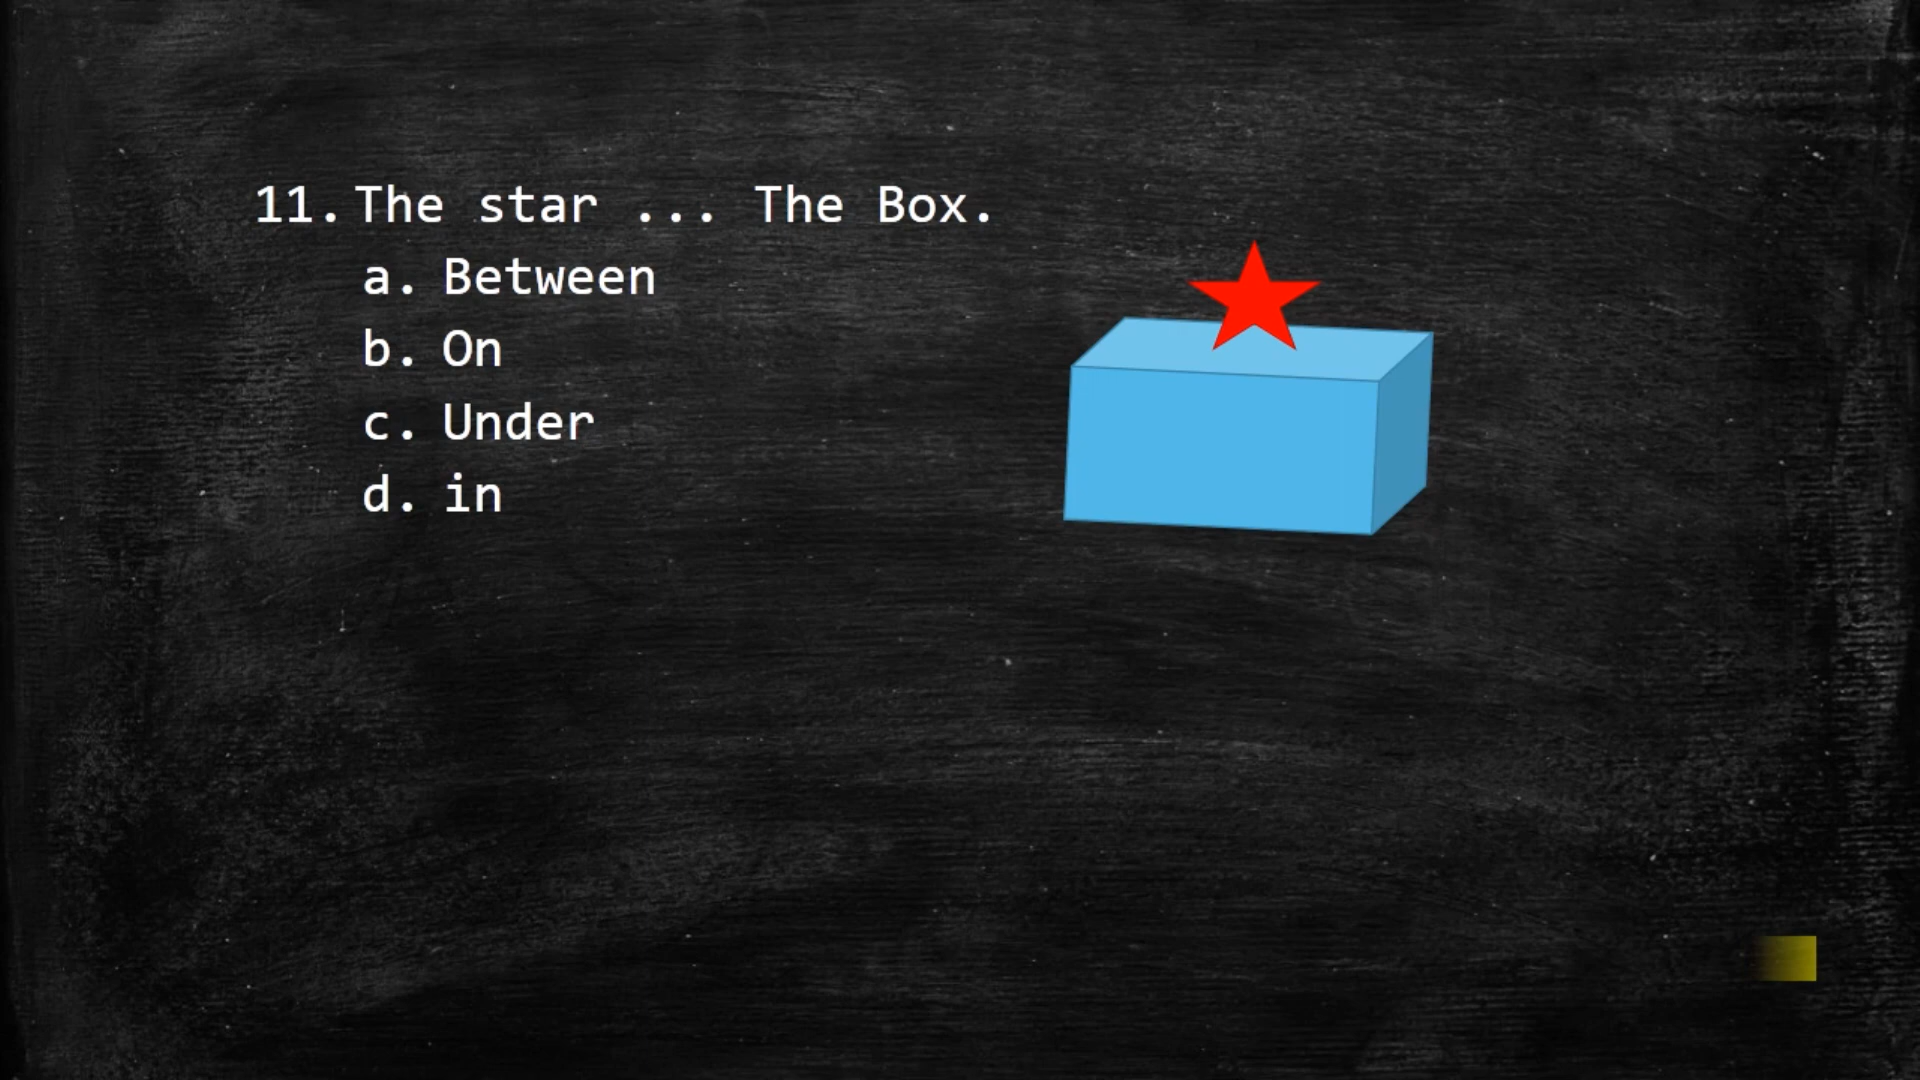 11. The star ... The Box.
a. Between
b. On
c. Under
d. in